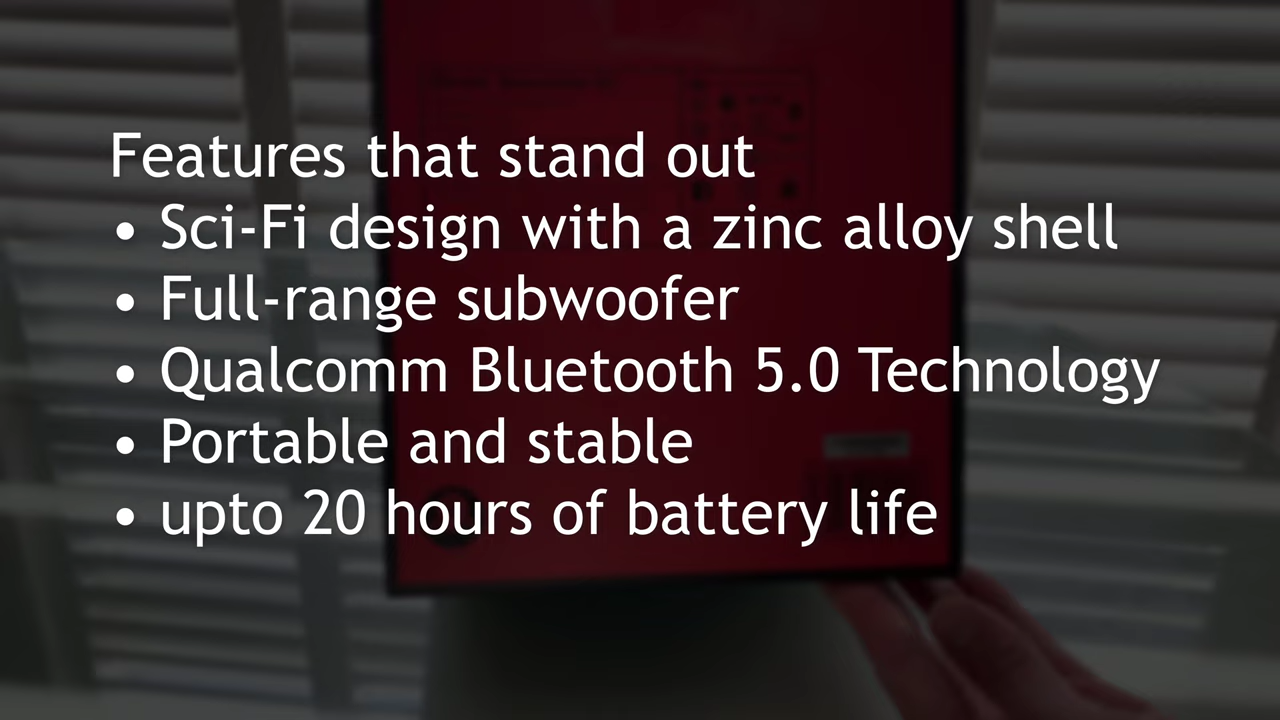 Features that stand out
• Sci-Fi design with a zinc alloy shell
• Full-range subwoofer
• Qualcomm Bluetooth 5.0 Technology
• Portable and stable
• upto 20 hours of battery life